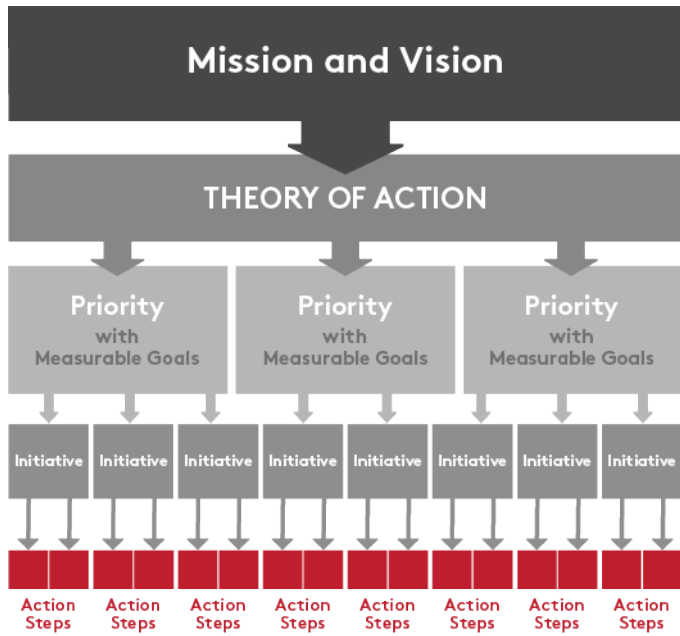 Mission and Vision
THEORY OF ACTION
Priority
with
Measurable Goals
Priority
with
Measurable Goals
Priority
with
Measurable Goals
Initiative
Initiative
Initiative
Initiative
Initiative
Initiative
Initiative
Initiative
Action
Steps
Action
Steps
Action
Steps
Action
Steps
Action
Steps
Action
Steps
Action
Steps
Action
Steps